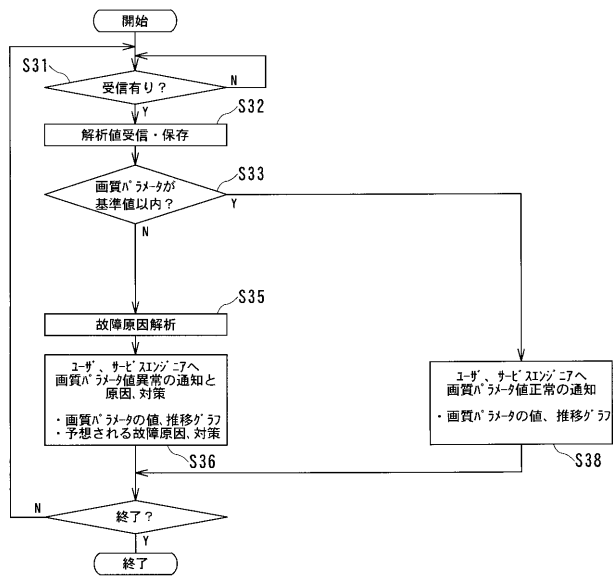 開始
S31
受信有り？
N
Y
S32
解析値受信・保存
S33
画質ﾊﾟﾗﾒｰﾀが
基準値以内？
Y
N
S35
故障原因解析
ﾕｰｻﾞ、ｻｰﾋﾞｽｴﾝｼﾞﾆｱへ
画質ﾊﾟﾗﾒｰﾀ値異常の通知と
原因、対策
・画質ﾊﾟﾗﾒｰﾀの値、推移ｸﾞﾗﾌ
・予想される故障原因、対策
S36
ﾕｰｻﾞ、ｻｰﾋﾞｽｴﾝｼﾞﾆｱへ
画質ﾊﾟﾗﾒｰﾀ値正常の通知
・画質ﾊﾟﾗﾒｰﾀの値、推移ｸﾞﾗﾌ
S38
N
終了？
Y
終了